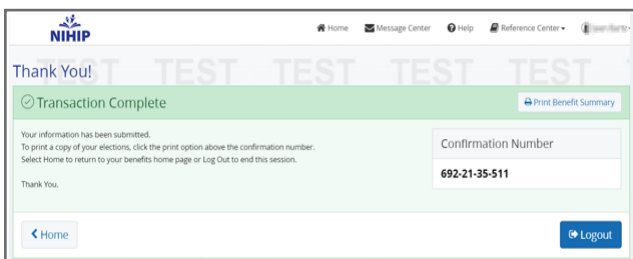 NIHIP
Home Message Center Help Reference Center
Thank You!
TEST TEST TEST TEST TEST
Transaction Complete
Print Benefit Summary
Your information has been submitted.
To print a copy of your elections, click the print option above the confirmation number.
Select Home to return to your benefits home page or Log Out to end this session.
Thank You.
Confirmation Number
692-21-35-511
Home
Logout